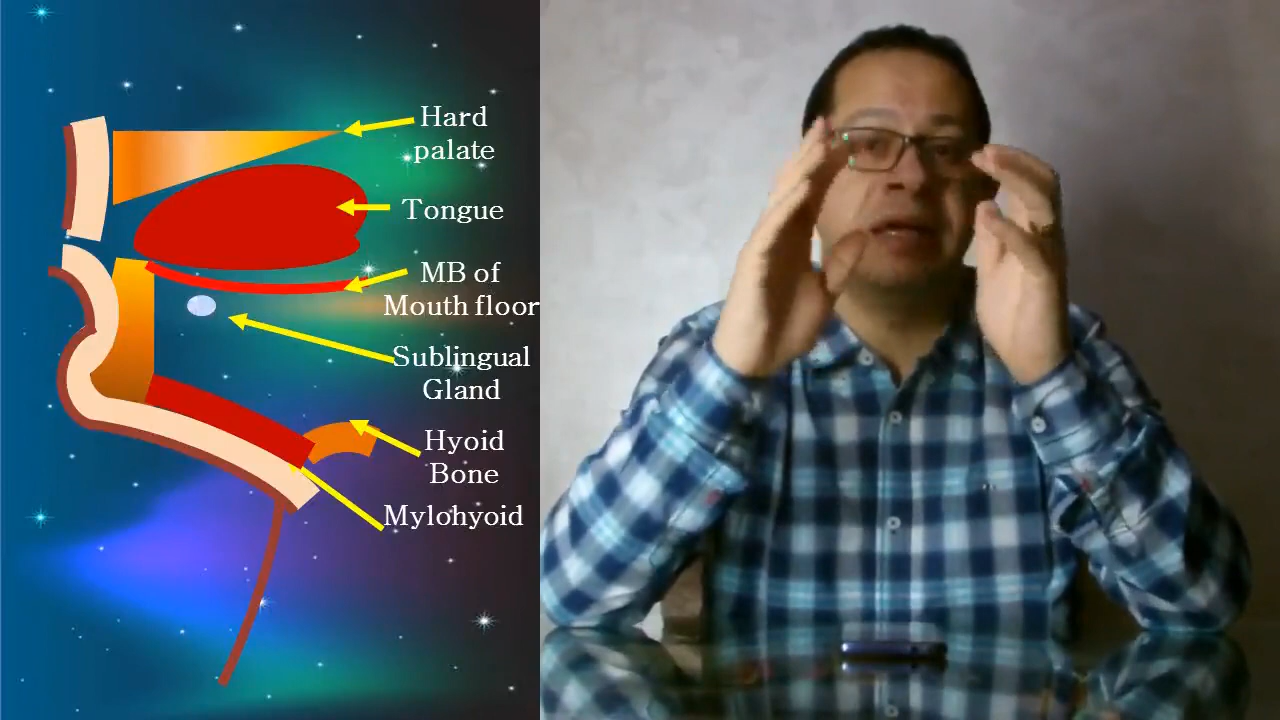 Hard
palate
Tongue
MB of
Mouth floor
Sublingual
Gland
Hyoid
Bone
Mylohyoid